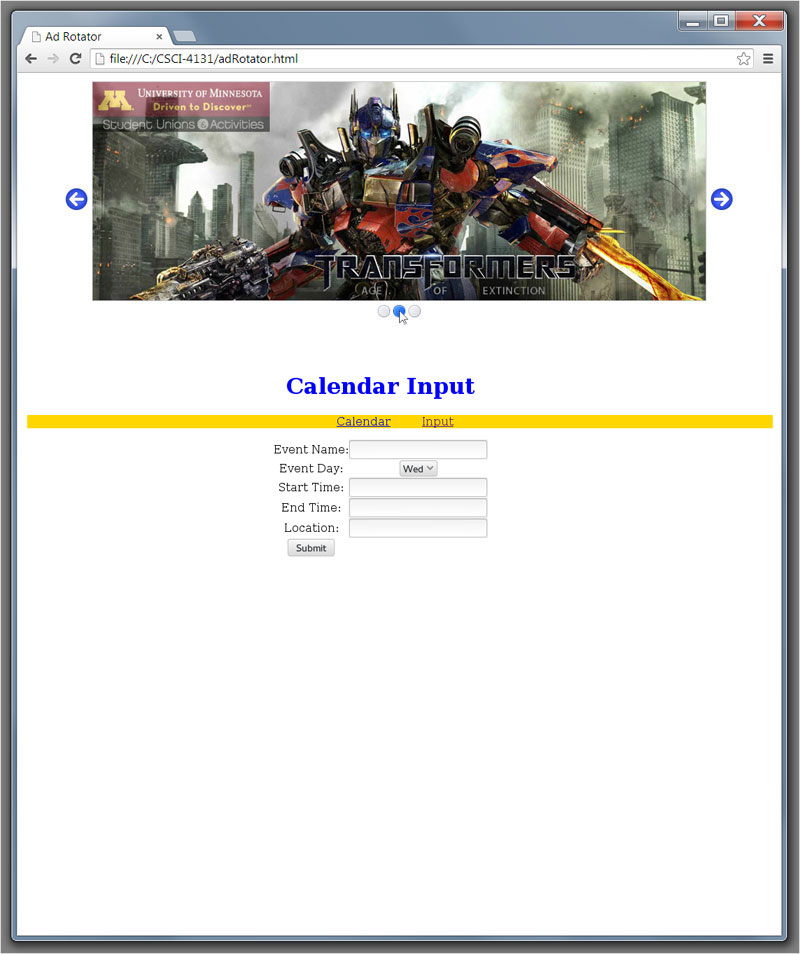 Ad Rotator
file:///C:/CSCI-4131/adRotator.html
M
UNIVERSITY OF MINNESOTA
Driven to Discover℠
Student Unions & Activities
TRANSFORMERS
AGE OF EXTINCTION
Calendar Input
Calendar Input
Event Name:
Event Day: Wed
Start Time:
End Time:
Location:
Submit